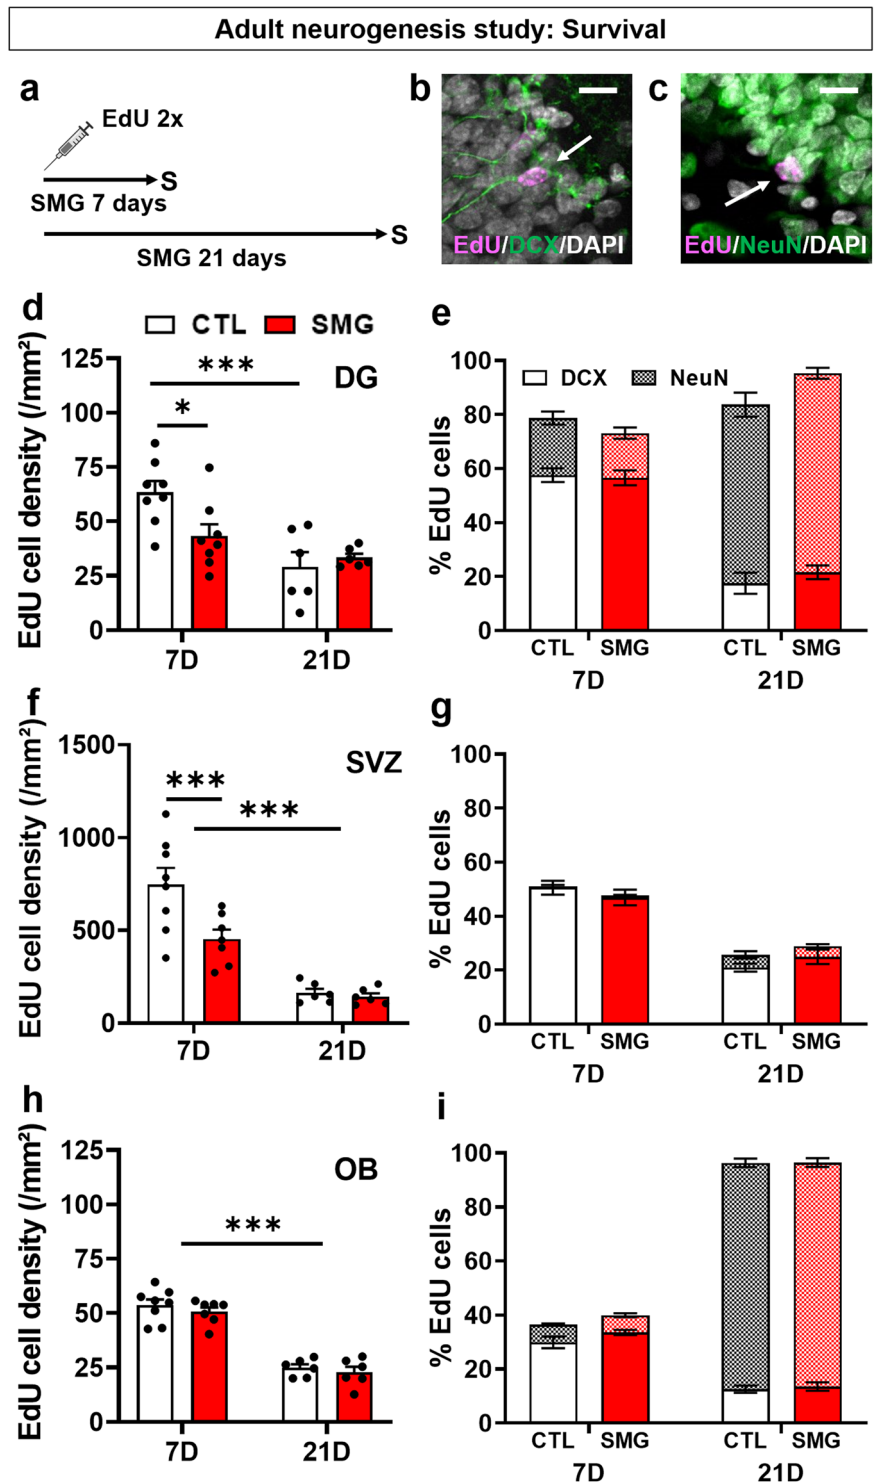 Adult neurogenesis study: Survival
a
EdU 2x
S
SMG 7 days
S
SMG 21 days
b
EdU/DCX/DAPI
c
EdU/NeuN/DAPI
d
CTL SMG
EdU cell density (/mm²)
125
100
75
50
25
0
***
*
DG
7D 21D
e
% EdU cells
100
80
60
40
20
0
DCX NeuN
CTL SMG CTL SMG
7D 21D
f
EdU cell density (/mm²)
1500
1000
500
0
***
***
SVZ
7D 21D
g
% EdU cells
100
80
60
40
20
0
CTL SMG CTL SMG
7D 21D
h
EdU cell density (/mm²)
125
100
75
50
25
0
***
OB
7D 21D
i
% EdU cells
100
80
60
40
20
0
CTL SMG CTL SMG
7D 21D